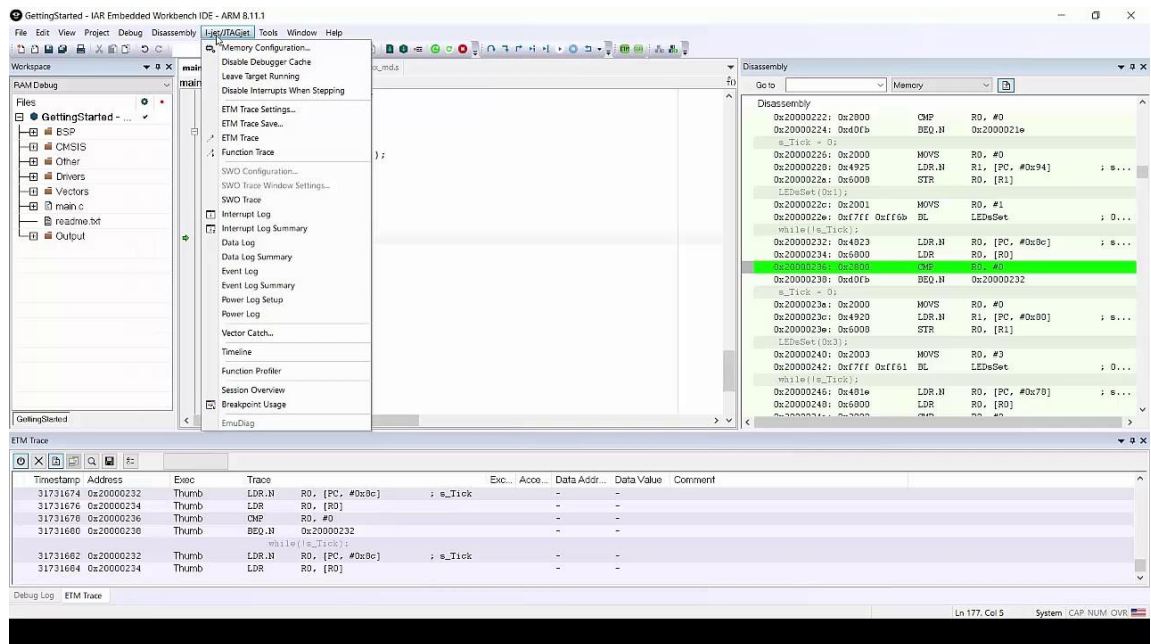 GettingStarted - IAR Embedded Workbench IDE - ARM 8.11.1
File Edit View Project Debug Disassembly I-jet/JTAGjet Tools Window Help
Workspace
RAM Debug
Files
GettingStarted - ...
BSP
CMSIS
Other
Drivers
Vectors
main.c
readme.txt
Output
GettingStarted
Memory Configuration...
Disable Debugger Cache
Leave Target Running
Disable Interrupts When Stepping
ETM Trace Settings...
ETM Trace Save...
ETM Trace
Function Trace
SWO Configuration...
SWO Trace Window Settings...
SWO Trace
Interrupt Log
Interrupt Log Summary
Data Log
Data Log Summary
Event Log
Event Log Summary
Power Log Setup
Power Log
Vector Catch...
Timeline
Function Profiler
Session Overview
Breakpoint Usage
EmuDiag
);
Disassembly
Go to Memory
Disassembly
0x20000222: 0x2800 CMP R0, #0
0x20000224: 0xd0fb BEQ.N 0x2000021e
s_Tick = 0;
0x20000226: 0x2000 MOVS R0, #0
0x20000228: 0x4925 LDR.N R1, [PC, #0x94] ; s...
0x2000022a: 0x6008 STR R0, [R1]
LEDsSet(0x1);
0x2000022c: 0x2001 MOVS R0, #1
0x2000022e: 0xf7ff 0xff6b BL LEDsSet ; 0...
while(!s_Tick);
0x20000232: 0x4823 LDR.N R0, [PC, #0x8c] ; s...
0x20000234: 0x6800 LDR R0, [R0]
0x20000236: 0x2800 CMP R0, #0
0x20000238: 0xd0fb BEQ.N 0x20000232
s_Tick = 0;
0x2000023a: 0x2000 MOVS R0, #0
0x2000023c: 0x4920 LDR.N R1, [PC, #0x80] ; s...
0x2000023e: 0x6008 STR R0, [R1]
LEDsSet(0x3);
0x20000240: 0x2003 MOVS R0, #3
0x20000242: 0xf7ff 0xff61 BL LEDsSet ; 0...
while(!s_Tick);
0x20000246: 0x481e LDR.N R0, [PC, #0x78] ; s...
0x20000248: 0x6800 LDR R0, [R0]
ETM Trace
Timestamp Address Exec Trace Exc... Acce... Data Addr... Data Value Comment
31731674 0x20000232 Thumb LDR.N R0, [PC, #0x8c] ; s_Tick - -
31731676 0x20000234 Thumb LDR R0, [R0] - -
31731678 0x20000236 Thumb CMP R0, #0 - -
31731680 0x20000238 Thumb BEQ.N 0x20000232 - -
while(!s_Tick);
31731682 0x20000232 Thumb LDR.N R0, [PC, #0x8c] ; s_Tick - -
31731684 0x20000234 Thumb LDR R0, [R0] - -
Debug Log ETM Trace
Ln 177, Col 5 System CAP NUM OVR